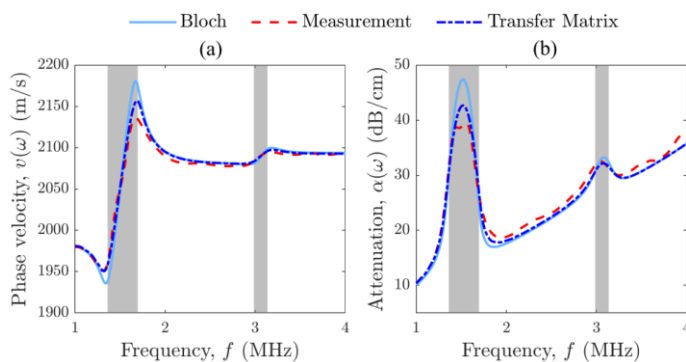 Bloch Measurement Transfer Matrix
(a) (b)
Phase velocity, v(ω) (m/s)
2200
2150
2100
2050
2000
1950
1900
1 2 3 4
Frequency, f (MHz)
Attenuation, α(ω) (dB/cm)
50
40
30
20
10
1 2 3 4
Frequency, f (MHz)